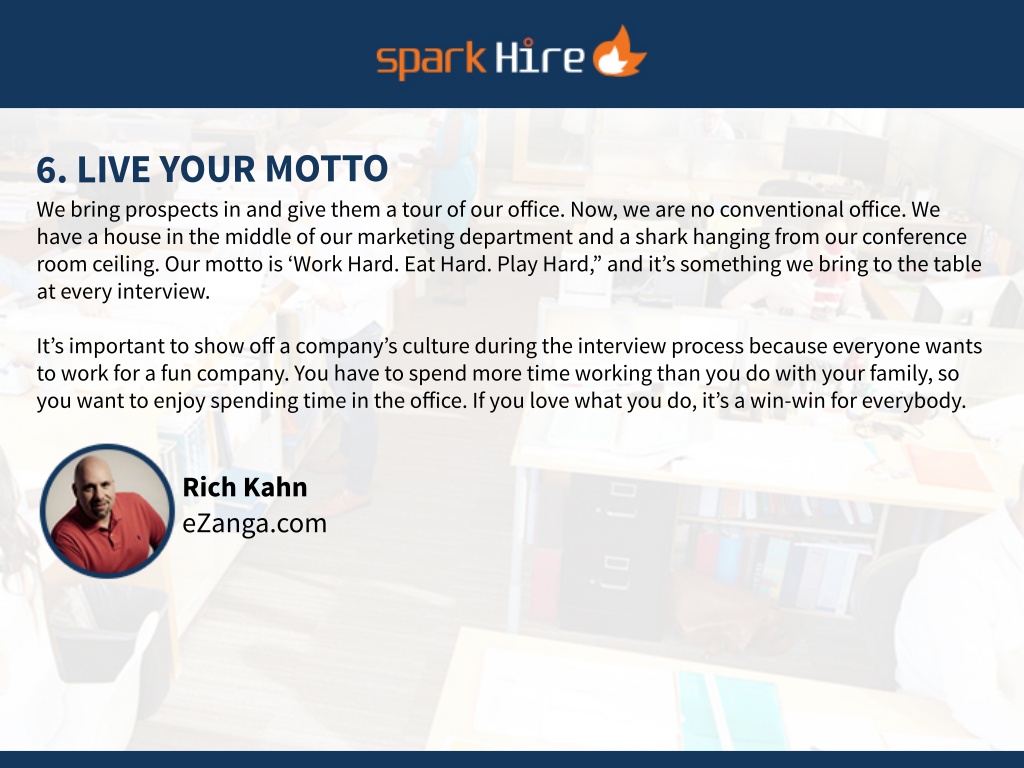 spark Hire
6. LIVE YOUR MOTTO
We bring prospects in and give them a tour of our office. Now, we are no conventional office. We
have a house in the middle of our marketing department and a shark hanging from our conference
room ceiling. Our motto is ‘Work Hard. Eat Hard. Play Hard,” and it’s something we bring to the table
at every interview.
It’s important to show off a company’s culture during the interview process because everyone wants
to work for a fun company. You have to spend more time working than you do with your family, so
you want to enjoy spending time in the office. If you love what you do, it’s a win-win for everybody.
Rich Kahn
eZanga.com